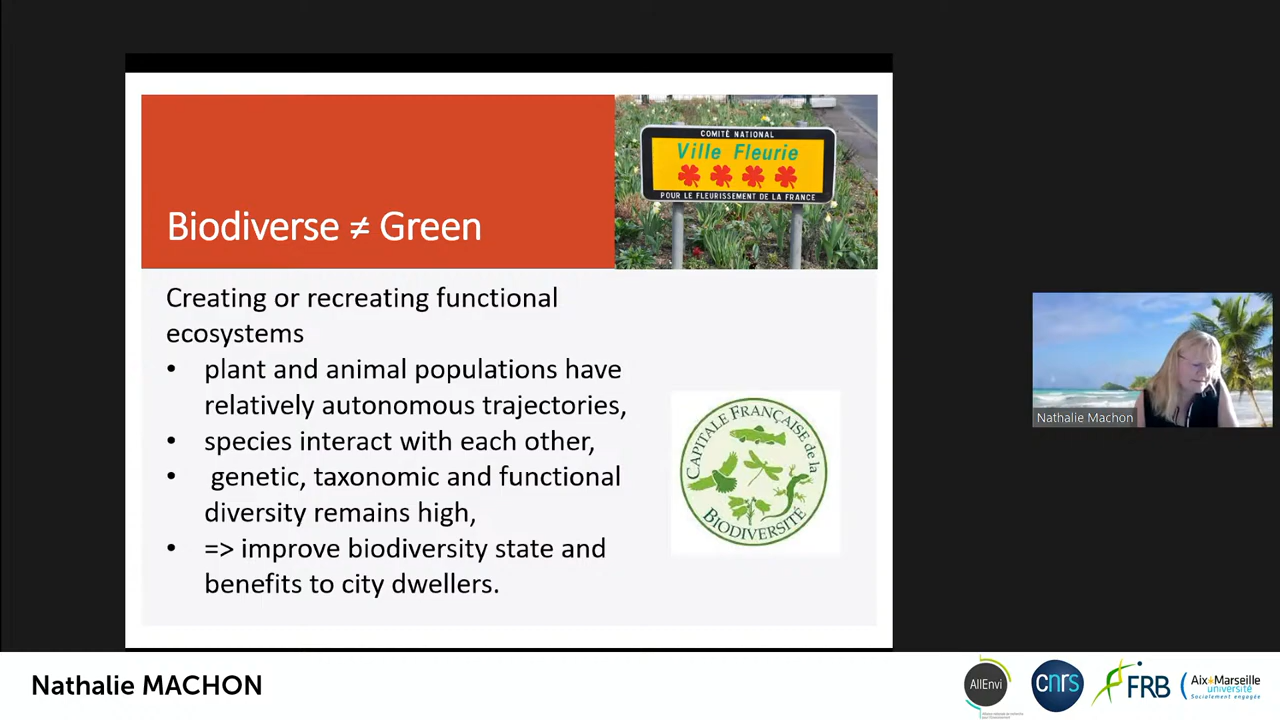 COMITÉ NATIONAL
Ville Fleurie
POUR LE FLEURISSEMENT DE LA FRANCE
Biodiverse ≠ Green
Creating or recreating functional
ecosystems
• plant and animal populations have
relatively autonomous trajectories,
• species interact with each other,
• genetic, taxonomic and functional
diversity remains high,
• => improve biodiversity state and
benefits to city dwellers.
CAPITALE FRANÇAISE de la
BIODIVERSITÉ
Nathalie Machon
Nathalie MACHON
AllEnvi
cnrs
FRB
Aix*Marseille
université
Socialement engagée